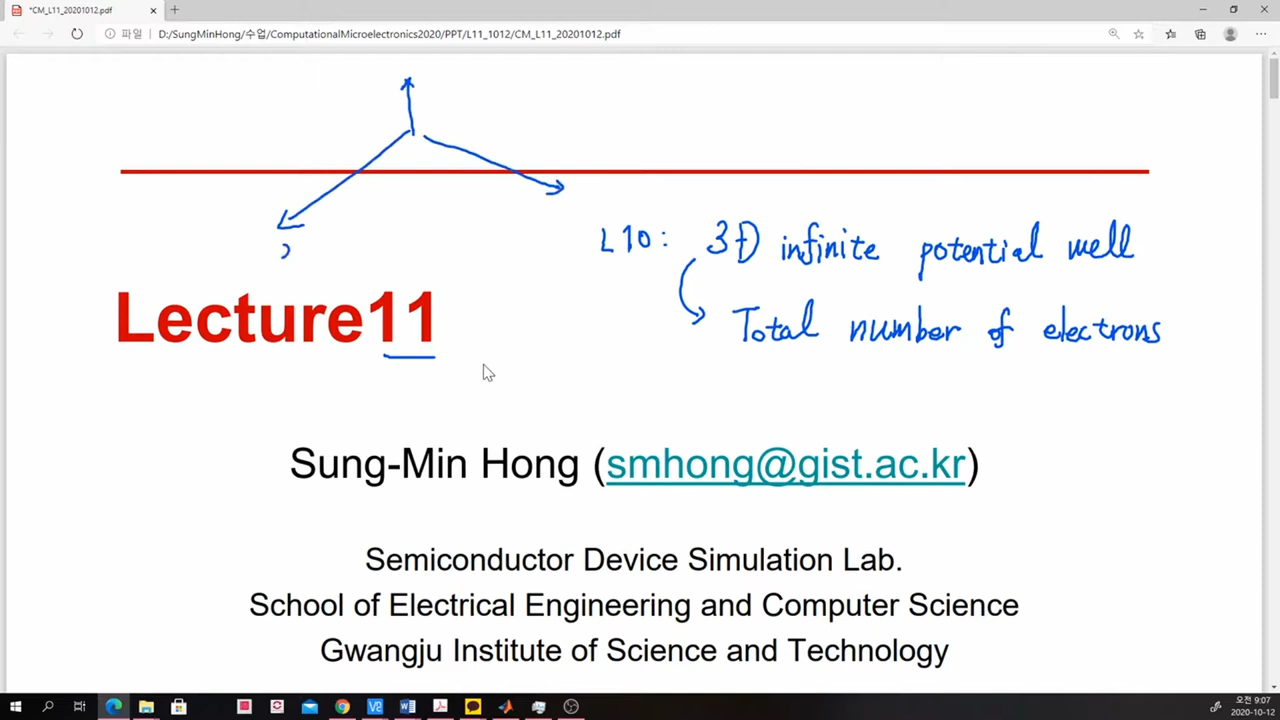 *CM_L11_20201012.pdf
파일 D:/SungMinHong/수업/ComputationalMicroelectronics2020/PPT/L11_1012/CM_L11_20201012.pdf
L10: 3D infinite potential well
Total number of electrons
Lecture11
Sung-Min Hong (smhong@gist.ac.kr)
Semiconductor Device Simulation Lab.
School of Electrical Engineering and Computer Science
Gwangju Institute of Science and Technology
오전 9:07
2020-10-12